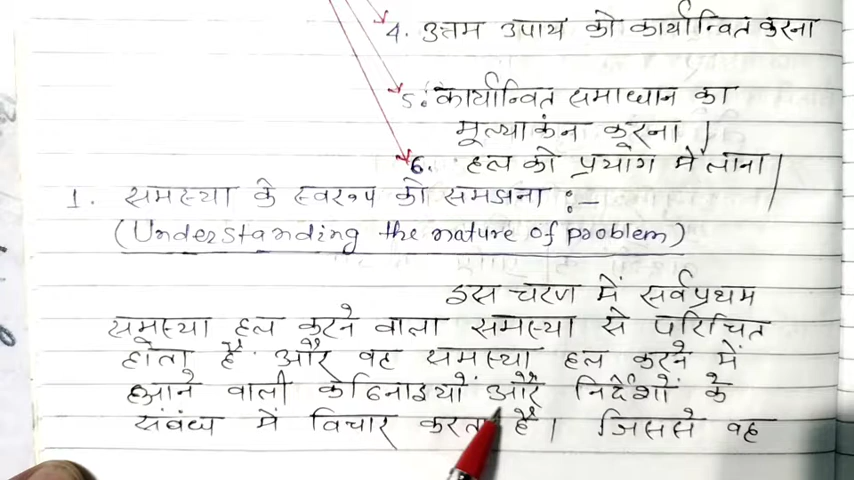 4. उत्तम उपाय को कार्यान्वित करना
5. कार्यान्वित समाधान का
मूल्याकंना करना |
6. हल को प्रयोग में लाना |
1. समस्या के स्वरूप को समझना :-
(Understanding the nature of problem)
इस चरण में सर्वप्रथम
समस्या हल करने वाला समस्या से परिचित
होता है और वह समस्या हल करने में
आने वाली कठिनाइयों और निर्देशों के
संबंध में विचार करता है। जिससे वह